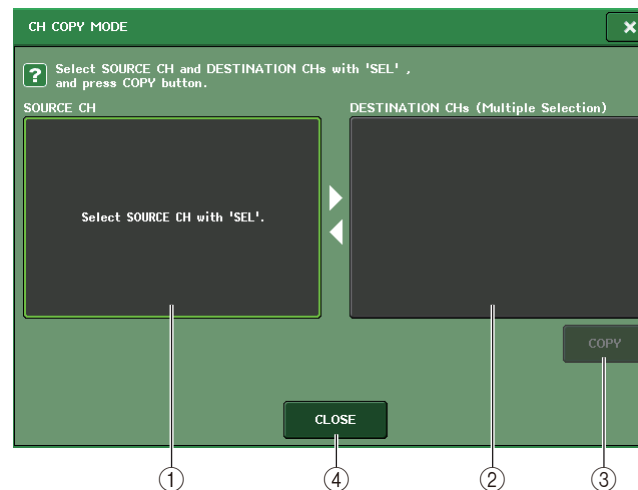 CH COPY MODE
×
? Select SOURCE CH and DESTINATION CHs with 'SEL' ,
and press COPY button.
SOURCE CH
DESTINATION CHs (Multiple Selection)
Select SOURCE CH with 'SEL'.
COPY
CLOSE
① ④ ② ③